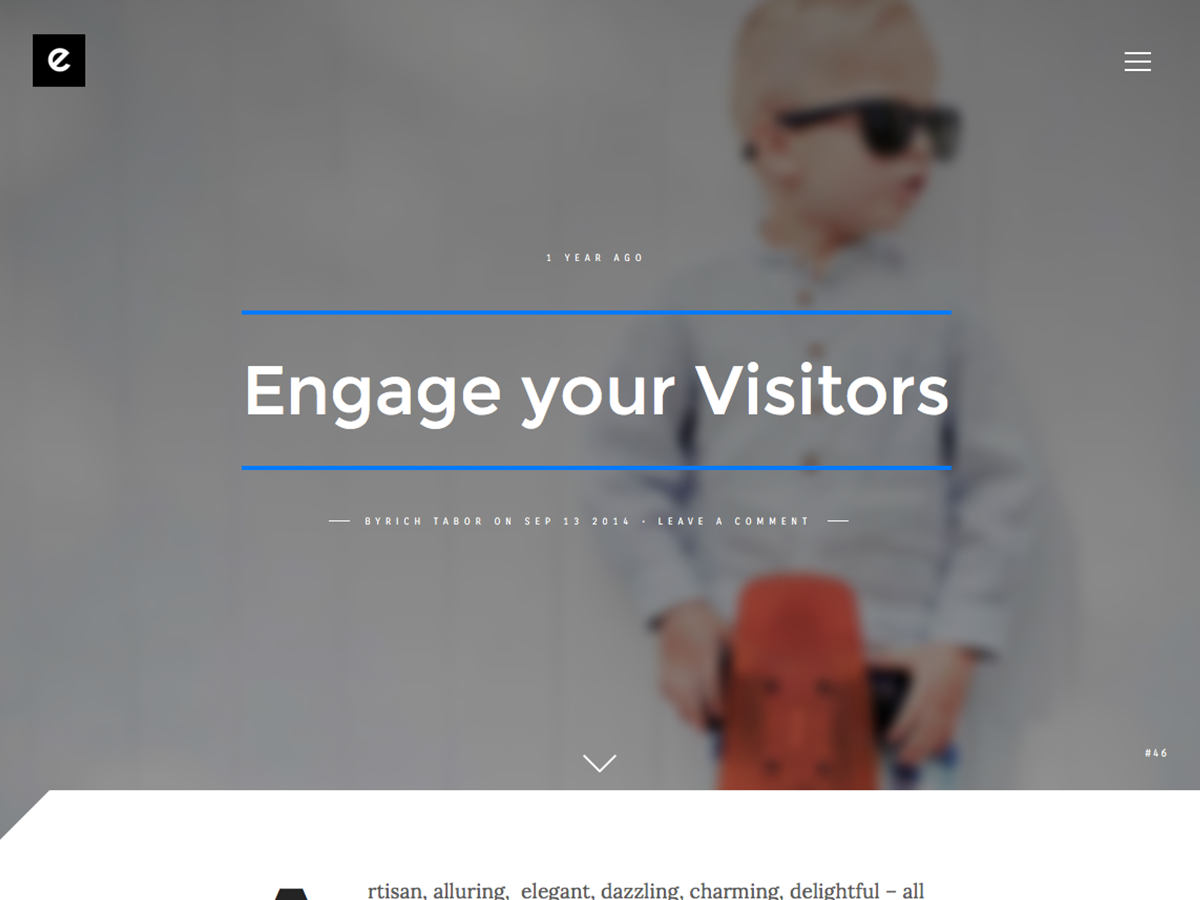 e
1 YEAR AGO
Engage your Visitors
BYRICH TABOR ON SEP 13 2014 · LEAVE A COMMENT
#46
A
rtisan, alluring,  elegant, dazzling, charming, delightful – all